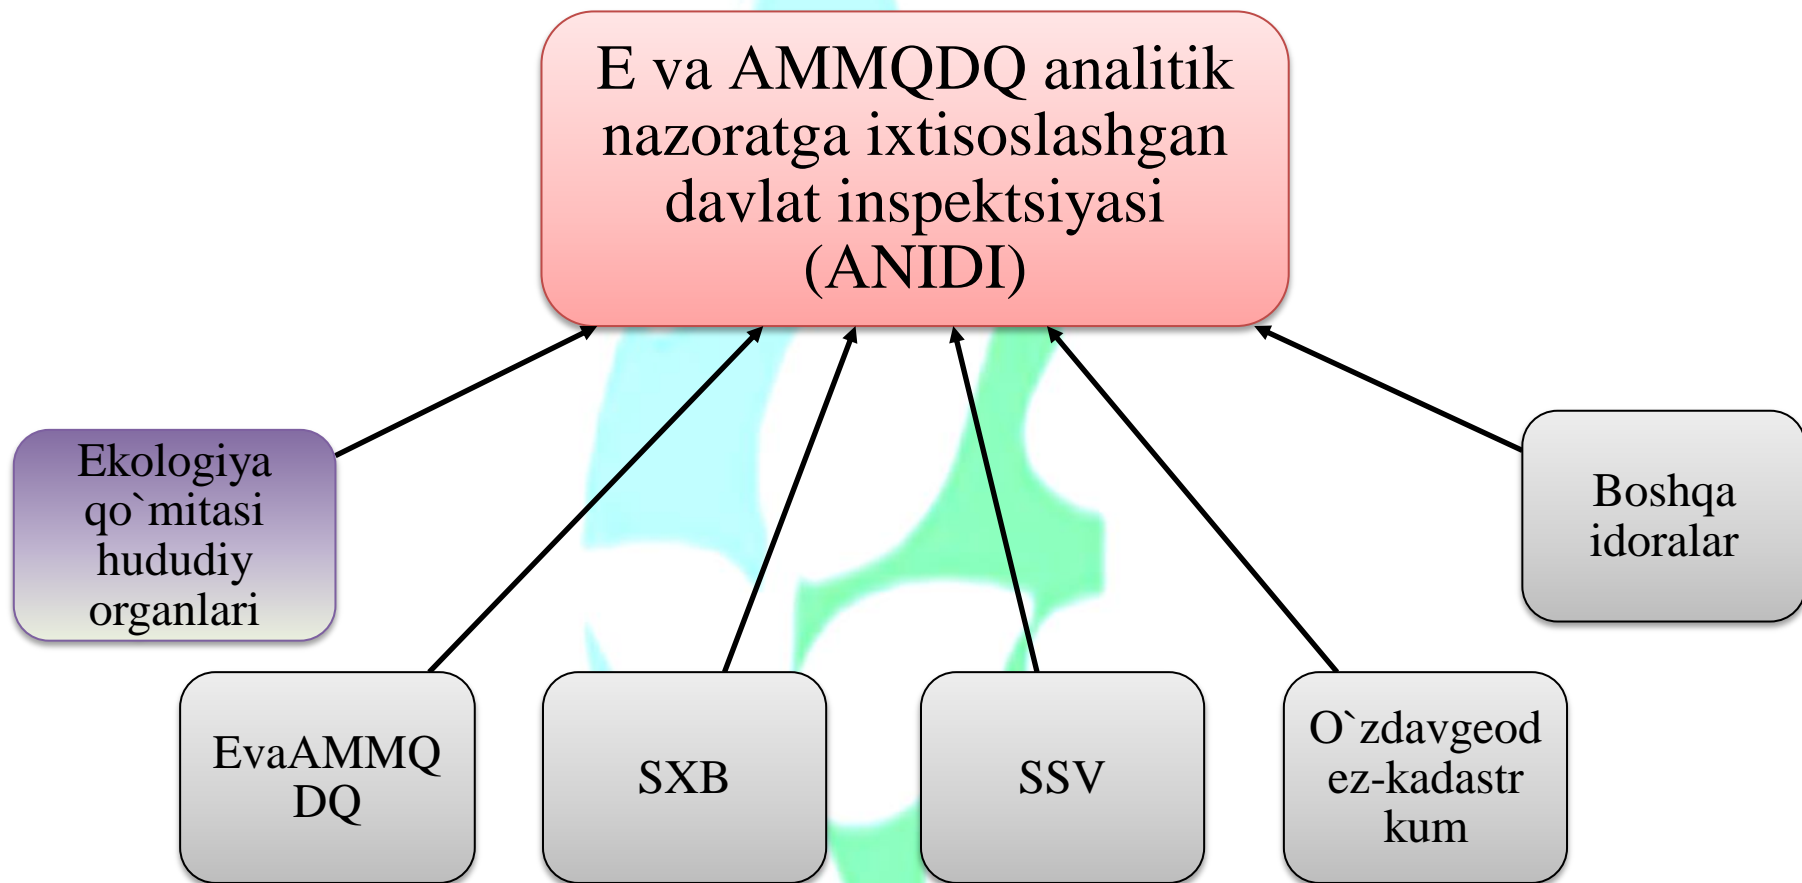 E va AMMQDQ analitik
nazoratga ixtisoslashgan
davlat inspektsiyasi
(ANIDI)
Ekologiya
qo`mitasi
hududiy
organlari
Boshqa
idoralar
EvaAMMQ
DQ
SXB
SSV
O`zdavgeod
ez-kadastr
kum